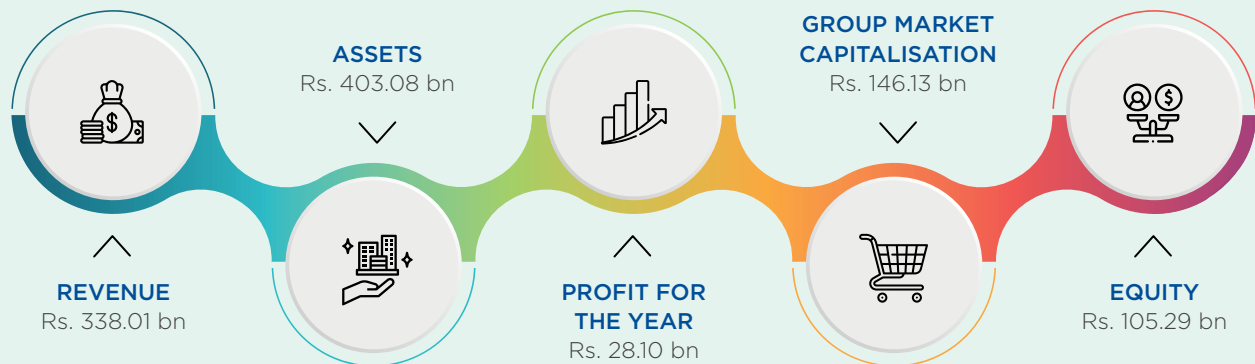 REVENUE
Rs. 338.01 bn
ASSETS
Rs. 403.08 bn
PROFIT FOR
THE YEAR
Rs. 28.10 bn
GROUP MARKET
CAPITALISATION
Rs. 146.13 bn
EQUITY
Rs. 105.29 bn